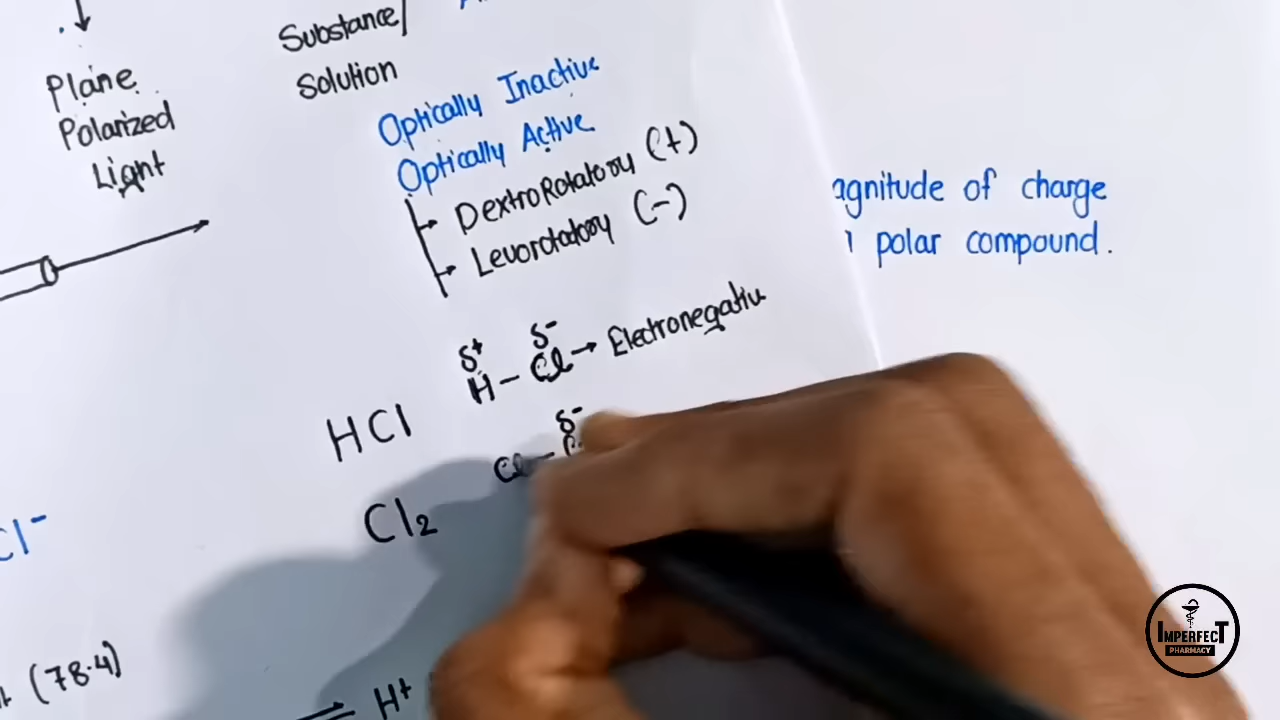 Plane
Polarized
Light
Substance/
Solution
Optically Inactive
Optically Active
DextroRotatory (+)
Levorotatory (-)
agnitude of charge
polar compound.
δ+ δ-
H - Cl → Electronegativ
HCl
δ-
Cl -
Cl2
Cl-
(78.4)
H+
IMPERFECT
PHARMACY